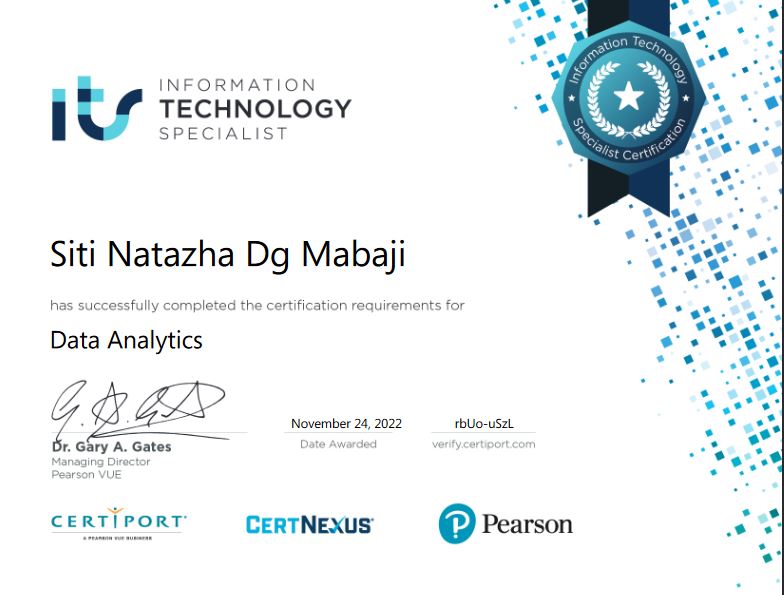 INFORMATION
TECHNOLOGY
SPECIALIST
its
Information Technology
Specialist Certification
Siti Natazha Dg Mabaji
has successfully completed the certification requirements for
Data Analytics
Dr. Gary A. Gates
Managing Director
Pearson VUE
November 24, 2022
Date Awarded
rbUo-uSzL
verify.certiport.com
CERTIPORT
A PEARSON VUE BUSINESS
CERTNEXUS®
P Pearson